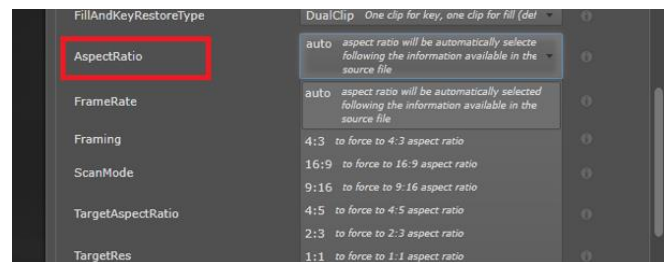 FillAndKeyRestoreType DualClip One clip for key, one clip for fill (def
AspectRatio auto aspect ratio will be automatically selecte
following the information available in the
source file
auto aspect ratio will be automatically selected
FrameRate following the information available in the
source file
Framing 4:3 to force to 4:3 aspect ratio
ScanMode 16:9 to force to 16:9 aspect ratio
9:16 to force to 9:16 aspect ratio
TargetAspectRatio 4:5 to force to 4:5 aspect ratio
2:3 to force to 2:3 aspect ratio
TargetRes 1:1 to force to 1:1 aspect ratio